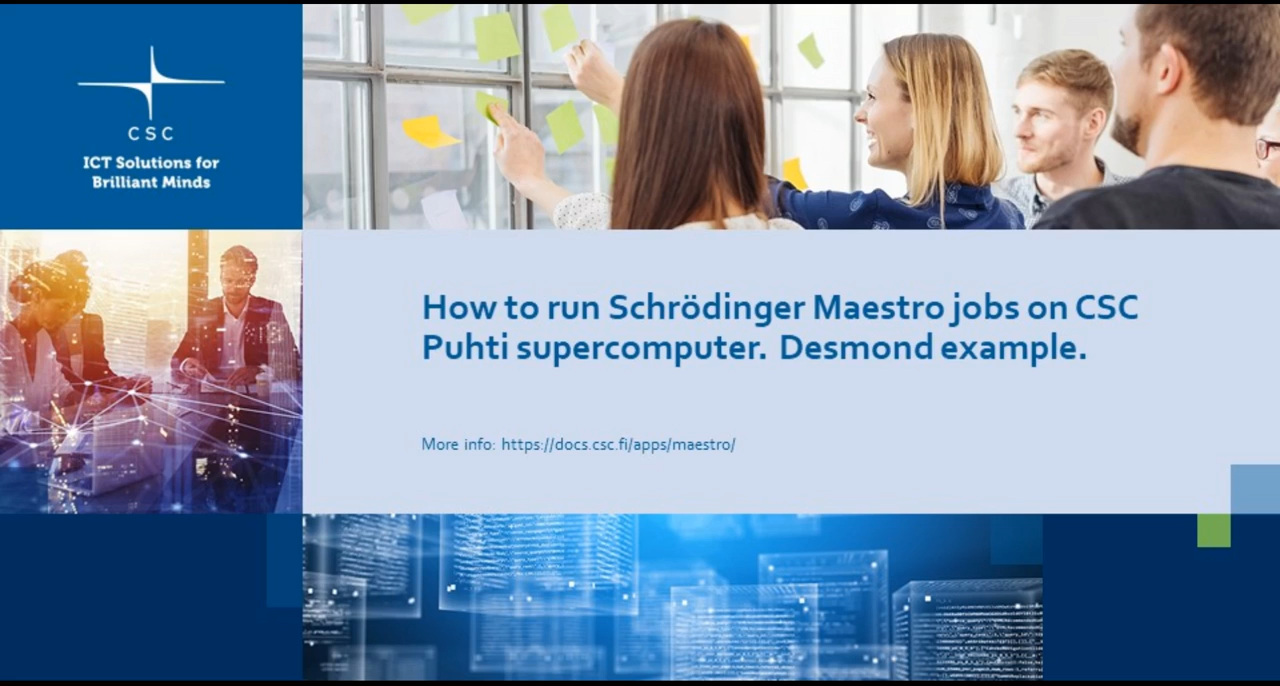 CSC
ICT Solutions for
Brilliant Minds
How to run Schrödinger Maestro jobs on CSC
Puhti supercomputer. Desmond example.
More info: https://docs.csc.fi/apps/maestro/